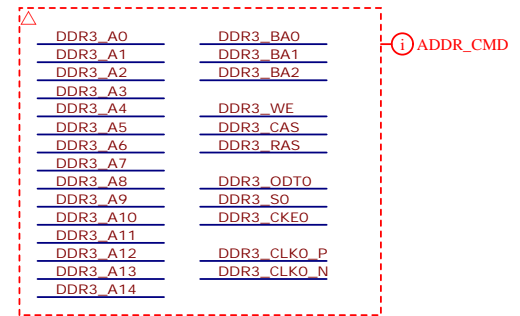 DDR3_A0 DDR3_BA0
i ADDR_CMD
DDR3_A1 DDR3_BA1
DDR3_A2 DDR3_BA2
DDR3_A3
DDR3_A4 DDR3_WE
DDR3_A5 DDR3_CAS
DDR3_A6 DDR3_RAS
DDR3_A7
DDR3_A8 DDR3_ODT0
DDR3_A9 DDR3_S0
DDR3_A10 DDR3_CKE0
DDR3_A11
DDR3_A12 DDR3_CLK0_P
DDR3_A13 DDR3_CLK0_N
DDR3_A14